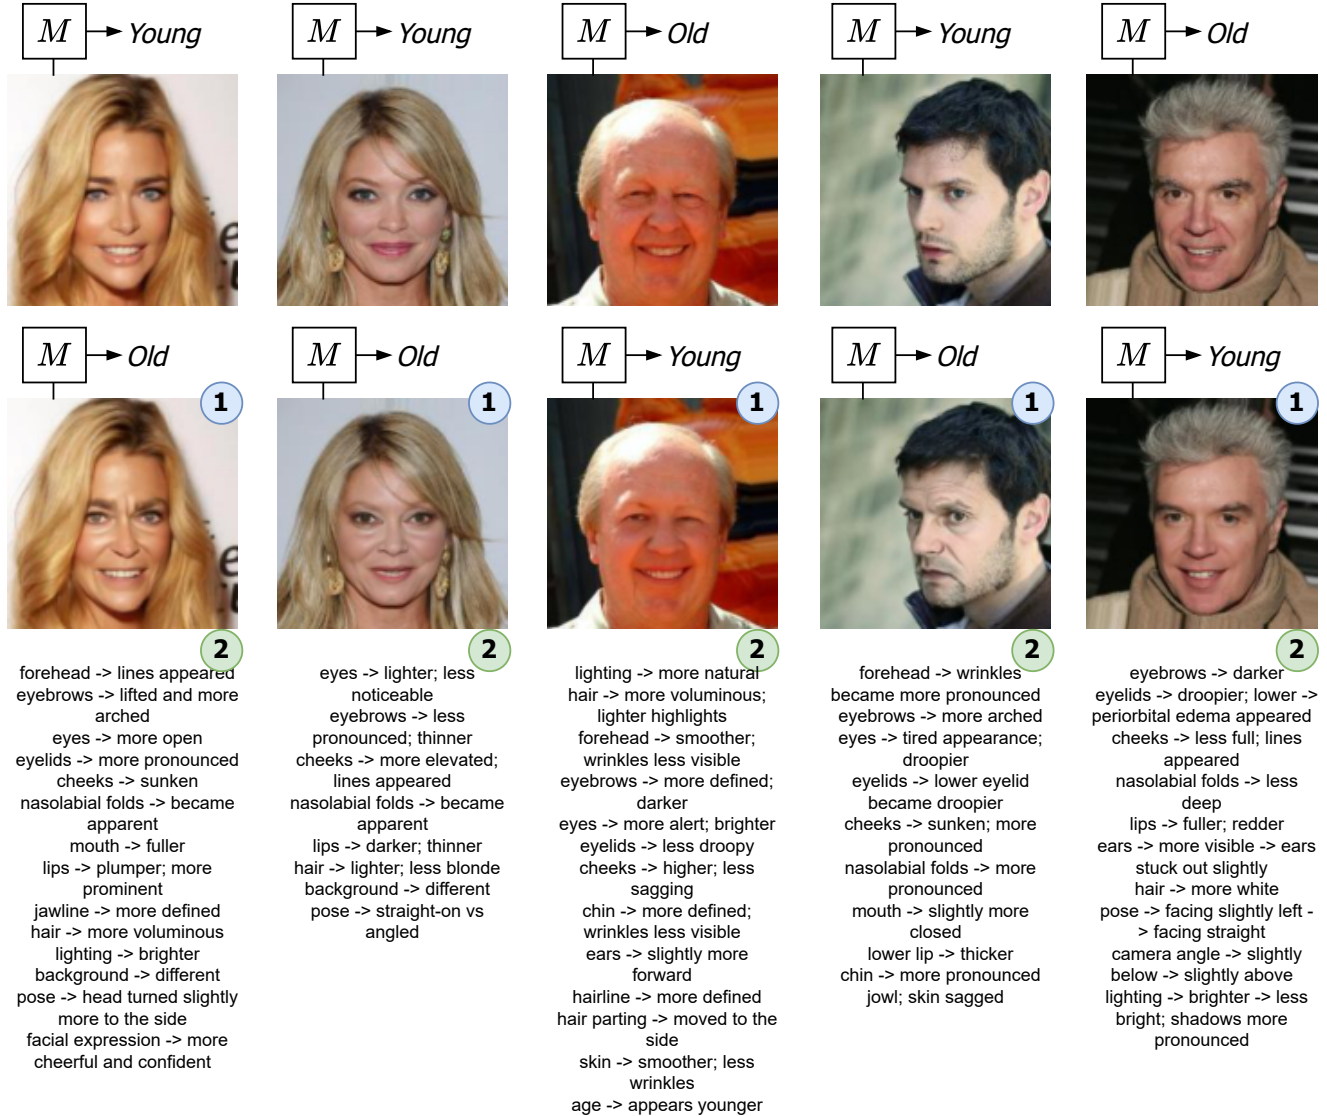 M → Young
M → Young
M → Old
M → Young
M → Old
M → Old
M → Old
M → Young
M → Old
M → Young
1
1
1
1
1
2
forehead -> lines appeared
eyebrows -> lifted and more
arched
eyes -> more open
eyelids -> more pronounced
cheeks -> sunken
nasolabial folds -> became
apparent
mouth -> fuller
lips -> plumper; more
prominent
jawline -> more defined
hair -> more voluminous
lighting -> brighter
background -> different
pose -> head turned slightly
more to the side
facial expression -> more
cheerful and confident
2
eyes -> lighter; less
noticeable
eyebrows -> less
pronounced; thinner
cheeks -> more elevated;
lines appeared
nasolabial folds -> became
apparent
lips -> darker; thinner
hair -> lighter; less blonde
background -> different
pose -> straight-on vs
angled
2
lighting -> more natural
hair -> more voluminous;
lighter highlights
forehead -> smoother;
wrinkles less visible
eyebrows -> more defined;
darker
eyes -> more alert; brighter
eyelids -> less droopy
cheeks -> higher; less
sagging
chin -> more defined;
wrinkles less visible
ears -> slightly more
forward
hairline -> more defined
hair parting -> moved to the
side
skin -> smoother; less
wrinkles
age -> appears younger
2
forehead -> wrinkles
became more pronounced
eyebrows -> more arched
eyes -> tired appearance;
droopier
eyelids -> lower eyelid
became droopier
cheeks -> sunken; more
pronounced
nasolabial folds -> more
pronounced
mouth -> slightly more
closed
lower lip -> thicker
chin -> more pronounced
jowl; skin sagged
2
eyebrows -> darker
eyelids -> droopier; lower ->
periorbital edema appeared
cheeks -> less full; lines
appeared
nasolabial folds -> less
deep
lips -> fuller; redder
ears -> more visible -> ears
stuck out slightly
hair -> more white
pose -> facing slightly left -
> facing straight
camera angle -> slightly
below -> slightly above
lighting -> brighter -> less
bright; shadows more
pronounced